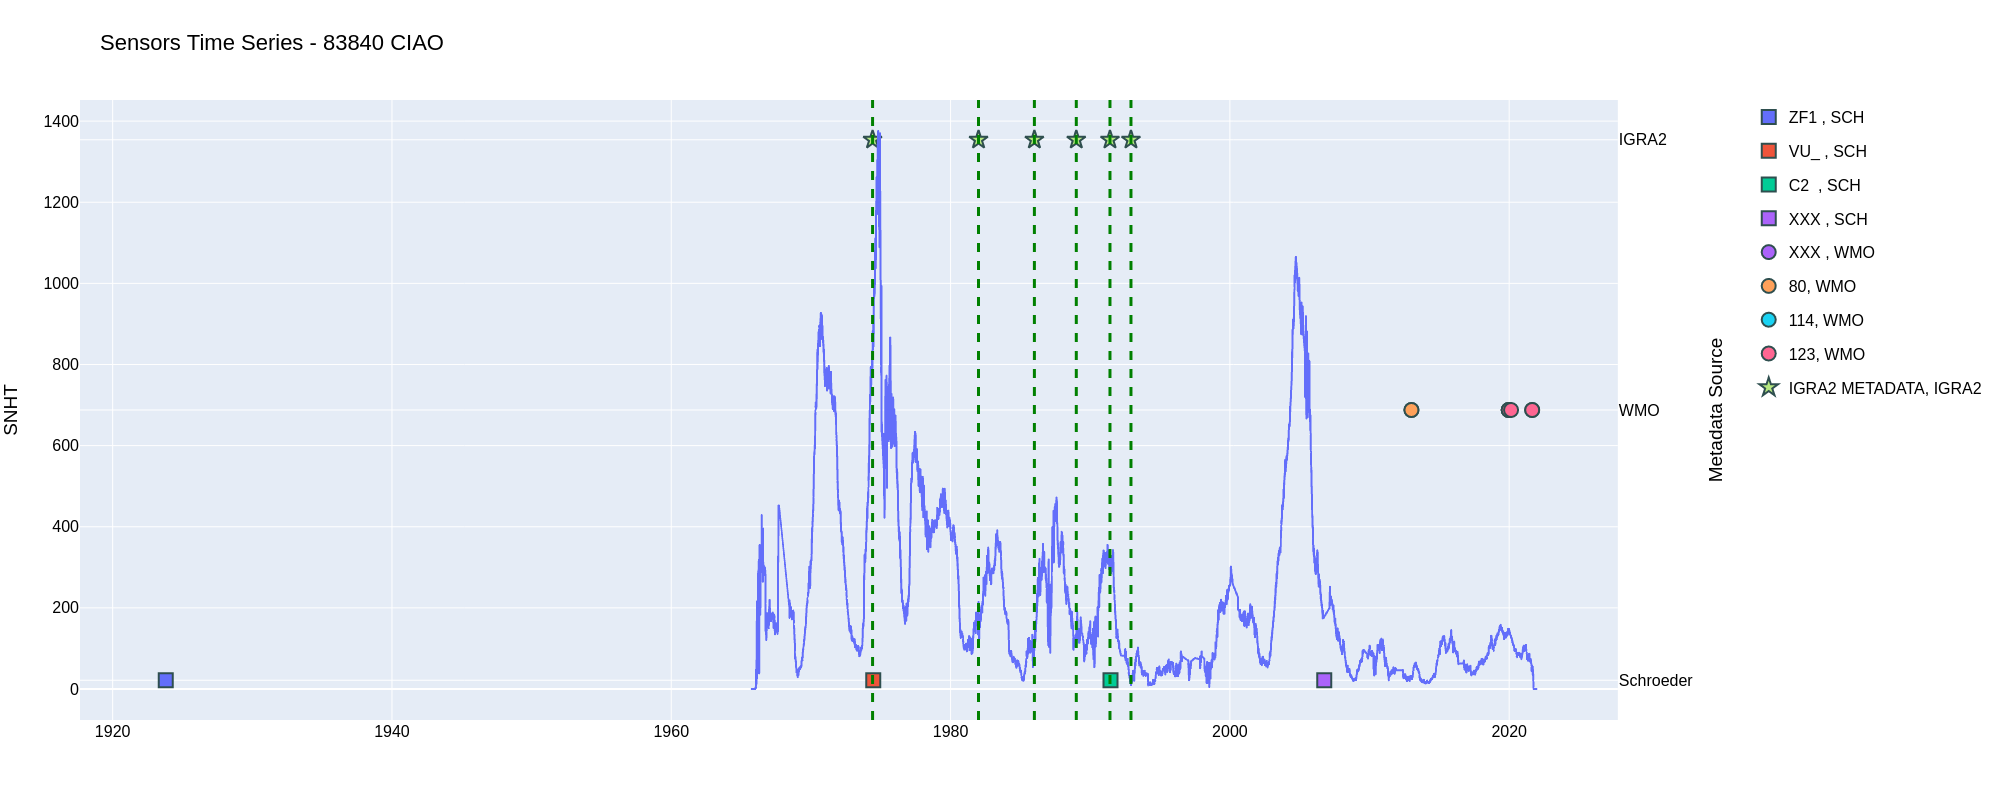 Sensors Time Series - 83840 CIAO
1400
1200
1000
800
600
400
200
0
SNHT
1920
1940
1960
1980
2000
2020
IGRA2
WMO
Schroeder
Metadata Source
ZF1 , SCH
VU_ , SCH
C2  , SCH
XXX , SCH
XXX , WMO
80, WMO
114, WMO
123, WMO
IGRA2 METADATA, IGRA2